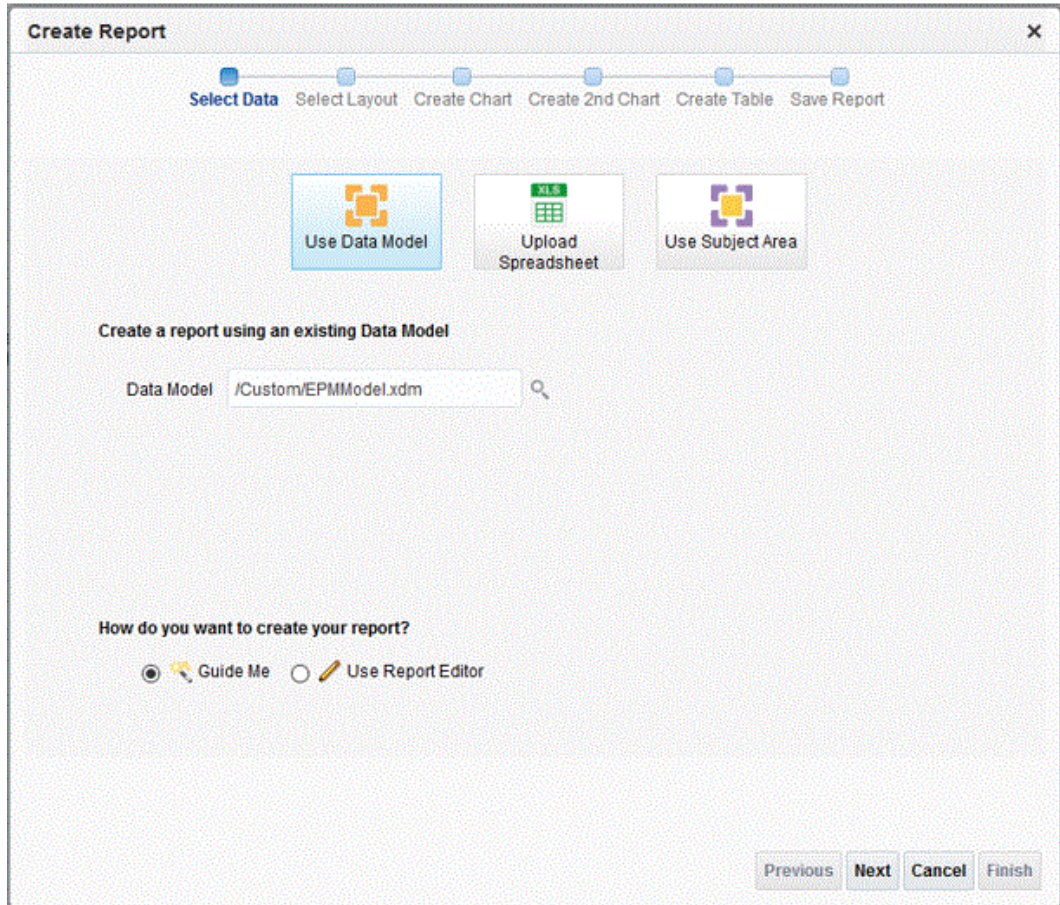 Create Report
Select Data Select Layout Create Chart Create 2nd Chart Create Table Save Report
XLS
Use Data Model Upload Spreadsheet Use Subject Area
Create a report using an existing Data Model
Data Model /Custom/EPMModel.xdm
How do you want to create your report?
Guide Me Use Report Editor
Previous Next Cancel Finish